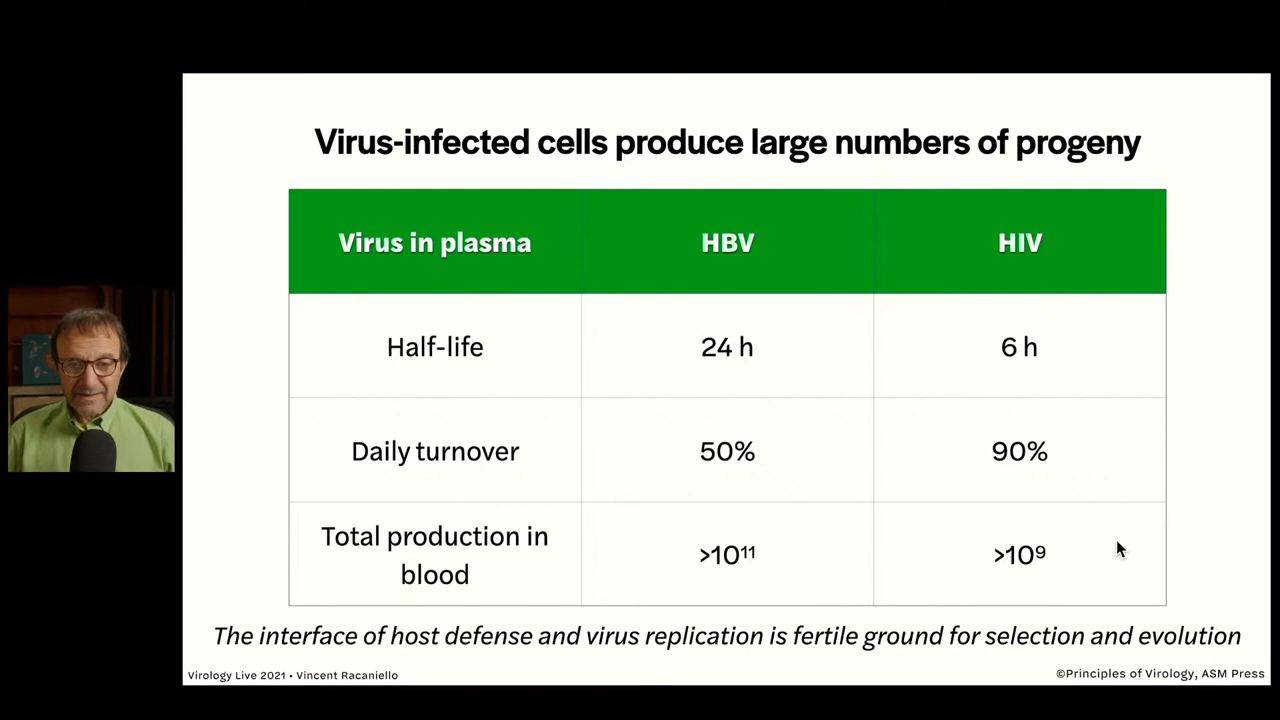 Virus-infected cells produce large numbers of progeny
Virus in plasma HBV HIV
Half-life 24 h 6 h
Daily turnover 50% 90%
Total production in
blood >10¹¹ >10⁹
The interface of host defense and virus replication is fertile ground for selection and evolution
Virology Live 2021 • Vincent Racaniello
©Principles of Virology, ASM Press